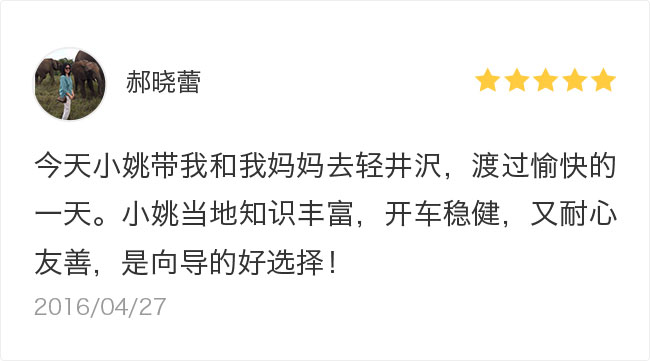 郝晓蕾
今天小姚带我和我妈妈去轻井沢，渡过愉快的
一天。小姚当地知识丰富，开车稳健，又耐心
友善，是向导的好选择！
2016/04/27